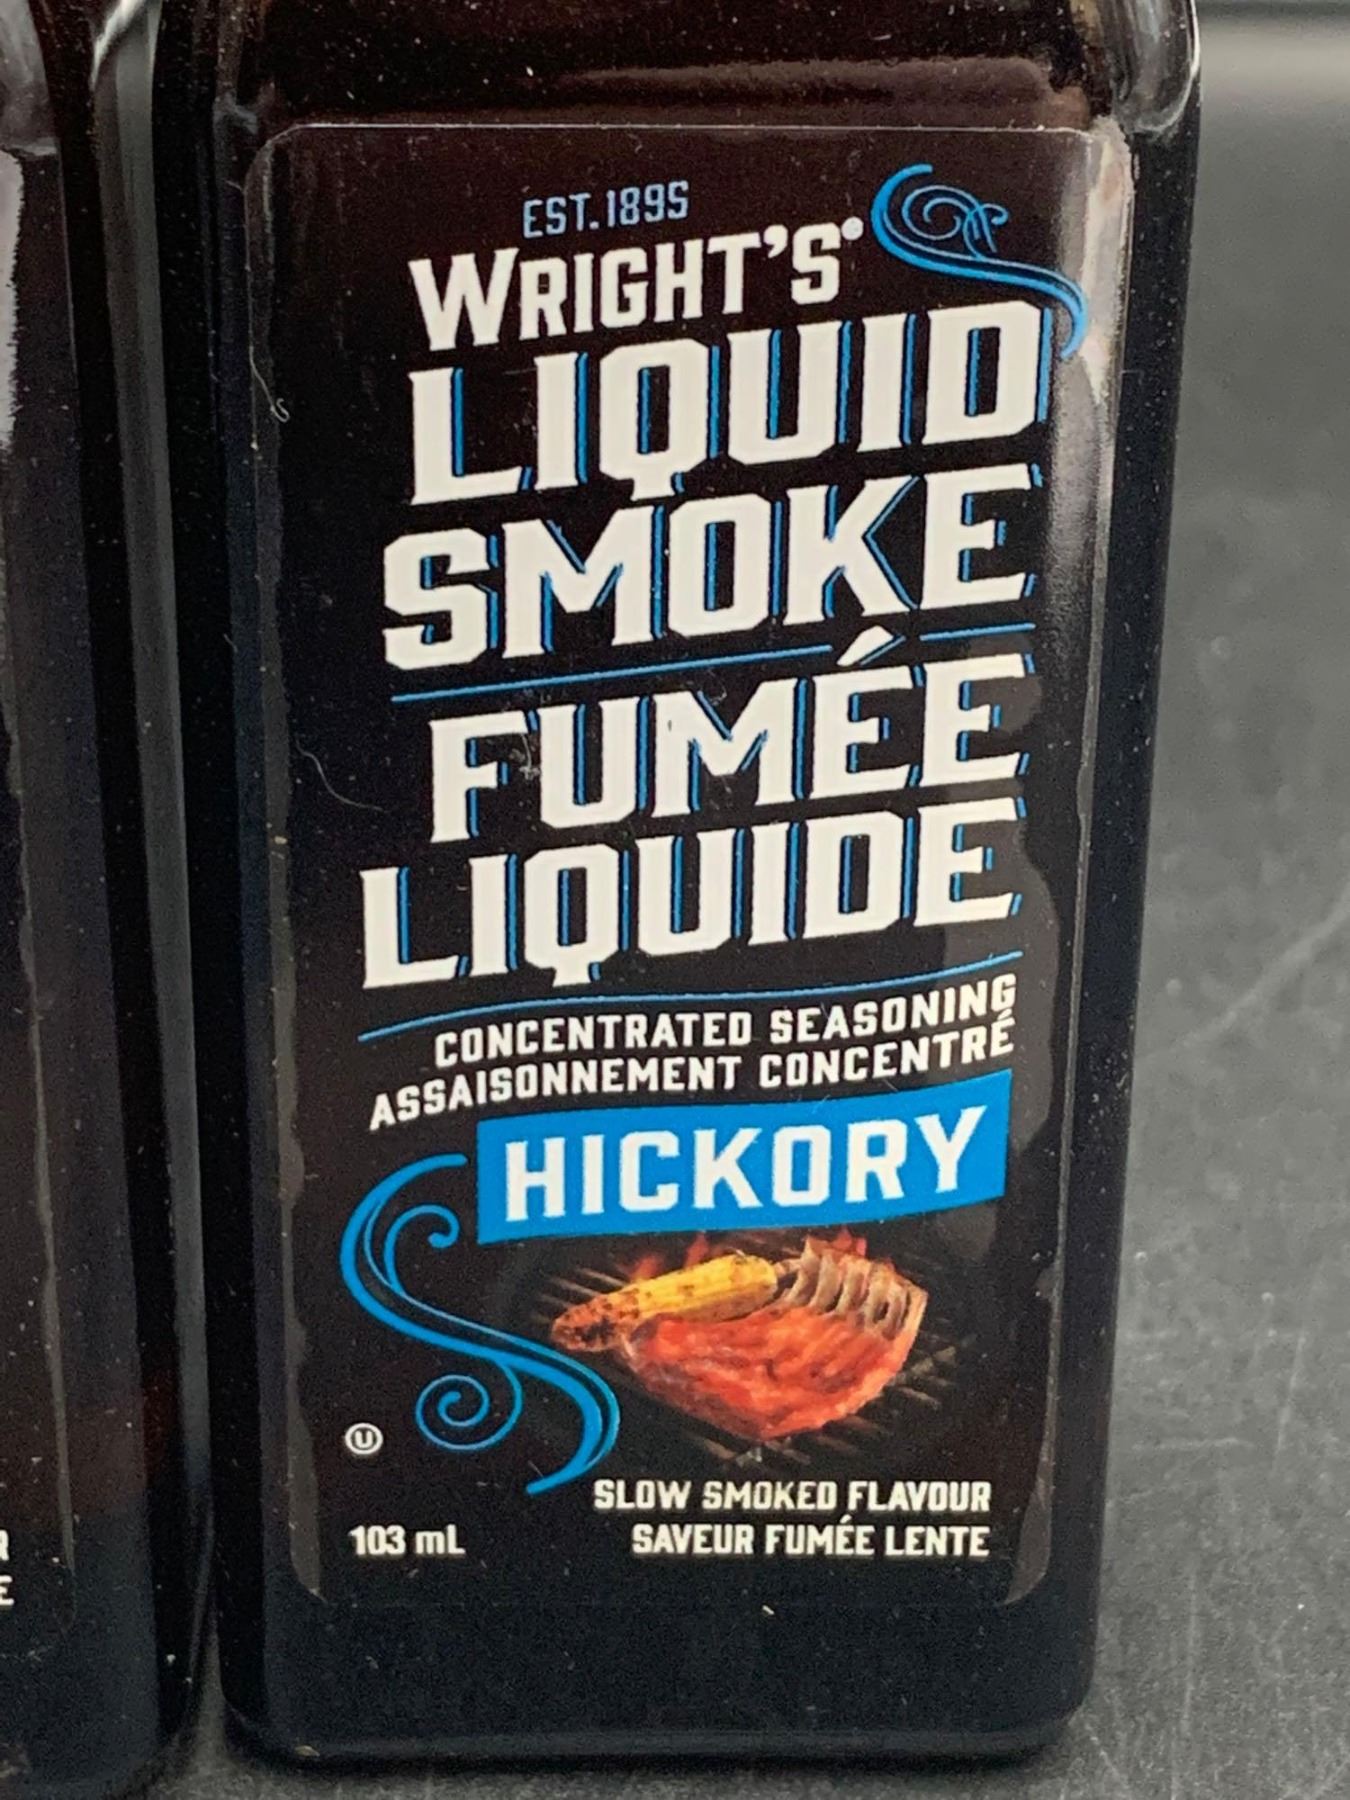 EST. 1895
WRIGHT'S®
LIQUID
SMOKE
FUMÉE
LIQUIDE
CONCENTRATED SEASONING
ASSAISONNEMENT CONCENTRÉ
HICKORY
U
SLOW SMOKED FLAVOUR
103 mL SAVEUR FUMÉE LENTE